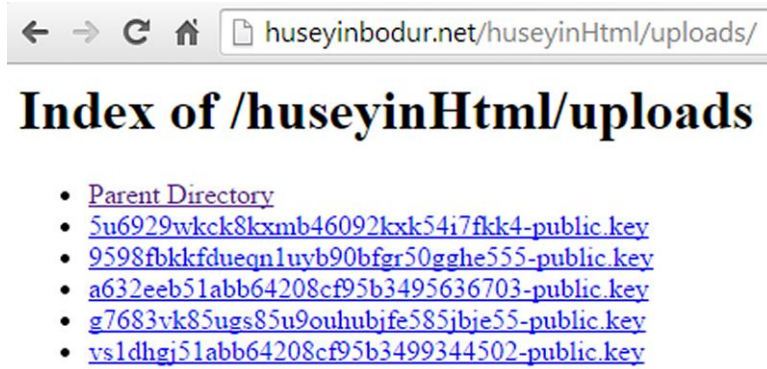 huseyinbodur.net/huseyinHtml/uploads/
Index of /huseyinHtml/uploads
Parent Directory
5u6929wkck8kxmb46092kxk54i7fkk4-public.key
9598fbkkfdueqn1uyb90bfgr50gghe555-public.key
a632eeb51abb64208cf95b3495636703-public.key
g7683vk85ugs85u9ouhubjfe585jbje55-public.key
vs1dhgj51abb64208cf95b3499344502-public.key